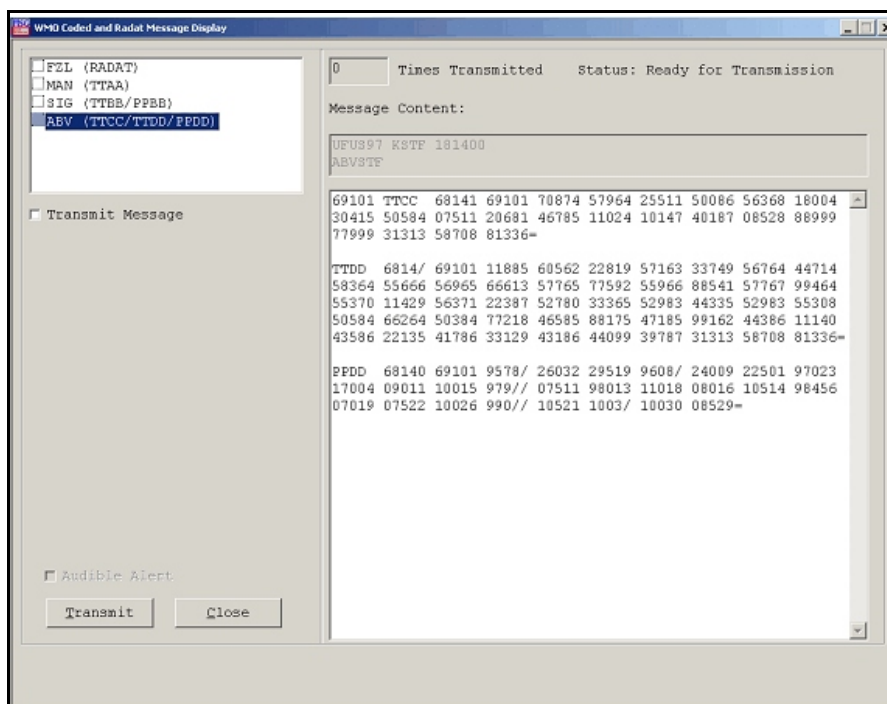 WMO Coded and Radat Message Display
FZL (RADAT)
MAN (TTAA)
SIG (TTBB/PPBB)
ABV (TTCC/TTDD/PPDD)
Transmit Message
Audible Alert
Transmit
Close
0 Times Transmitted Status: Ready for Transmission
Message Content:
UFUS97 KSTF 181400
ABVSTF
69101 TTCC 68141 69101 70874 57964 25511 50086 56368 18004
30415 50584 07511 20681 46785 11024 10147 40187 08528 88999
77999 31313 58708 81336=
TTDD 6814/ 69101 11885 60562 22819 57163 33749 56764 44714
58364 55666 56965 66613 57765 77592 55966 88541 57767 99464
55370 11429 56371 22387 52780 33365 52983 44335 52983 55308
50584 66264 50384 77218 46585 88175 47185 99162 44386 11140
43586 22135 41786 33129 43186 44099 39787 31313 58708 81336=
PPDD 68140 69101 9578/ 26032 29519 9608/ 24009 22501 97023
17004 09011 10015 979// 07511 98013 11018 08016 10514 98456
07019 07522 10026 990// 10521 1003/ 10030 08529=